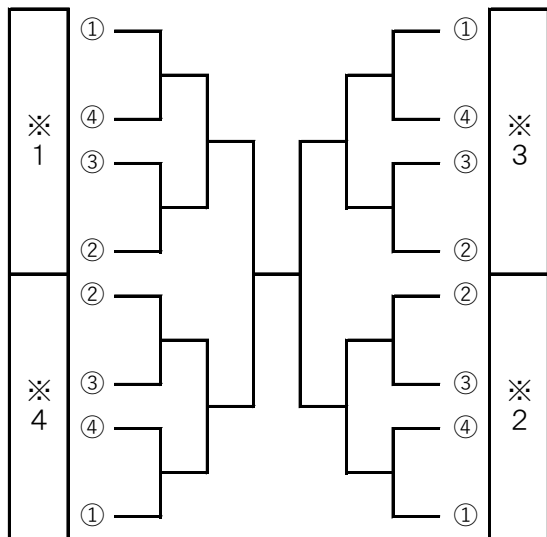 ① ①
※ ④ ④ ※
1 ③ ③ 3
② ②
② ②
※ ③ ③ ※
4 ④ ④ 2
① ①